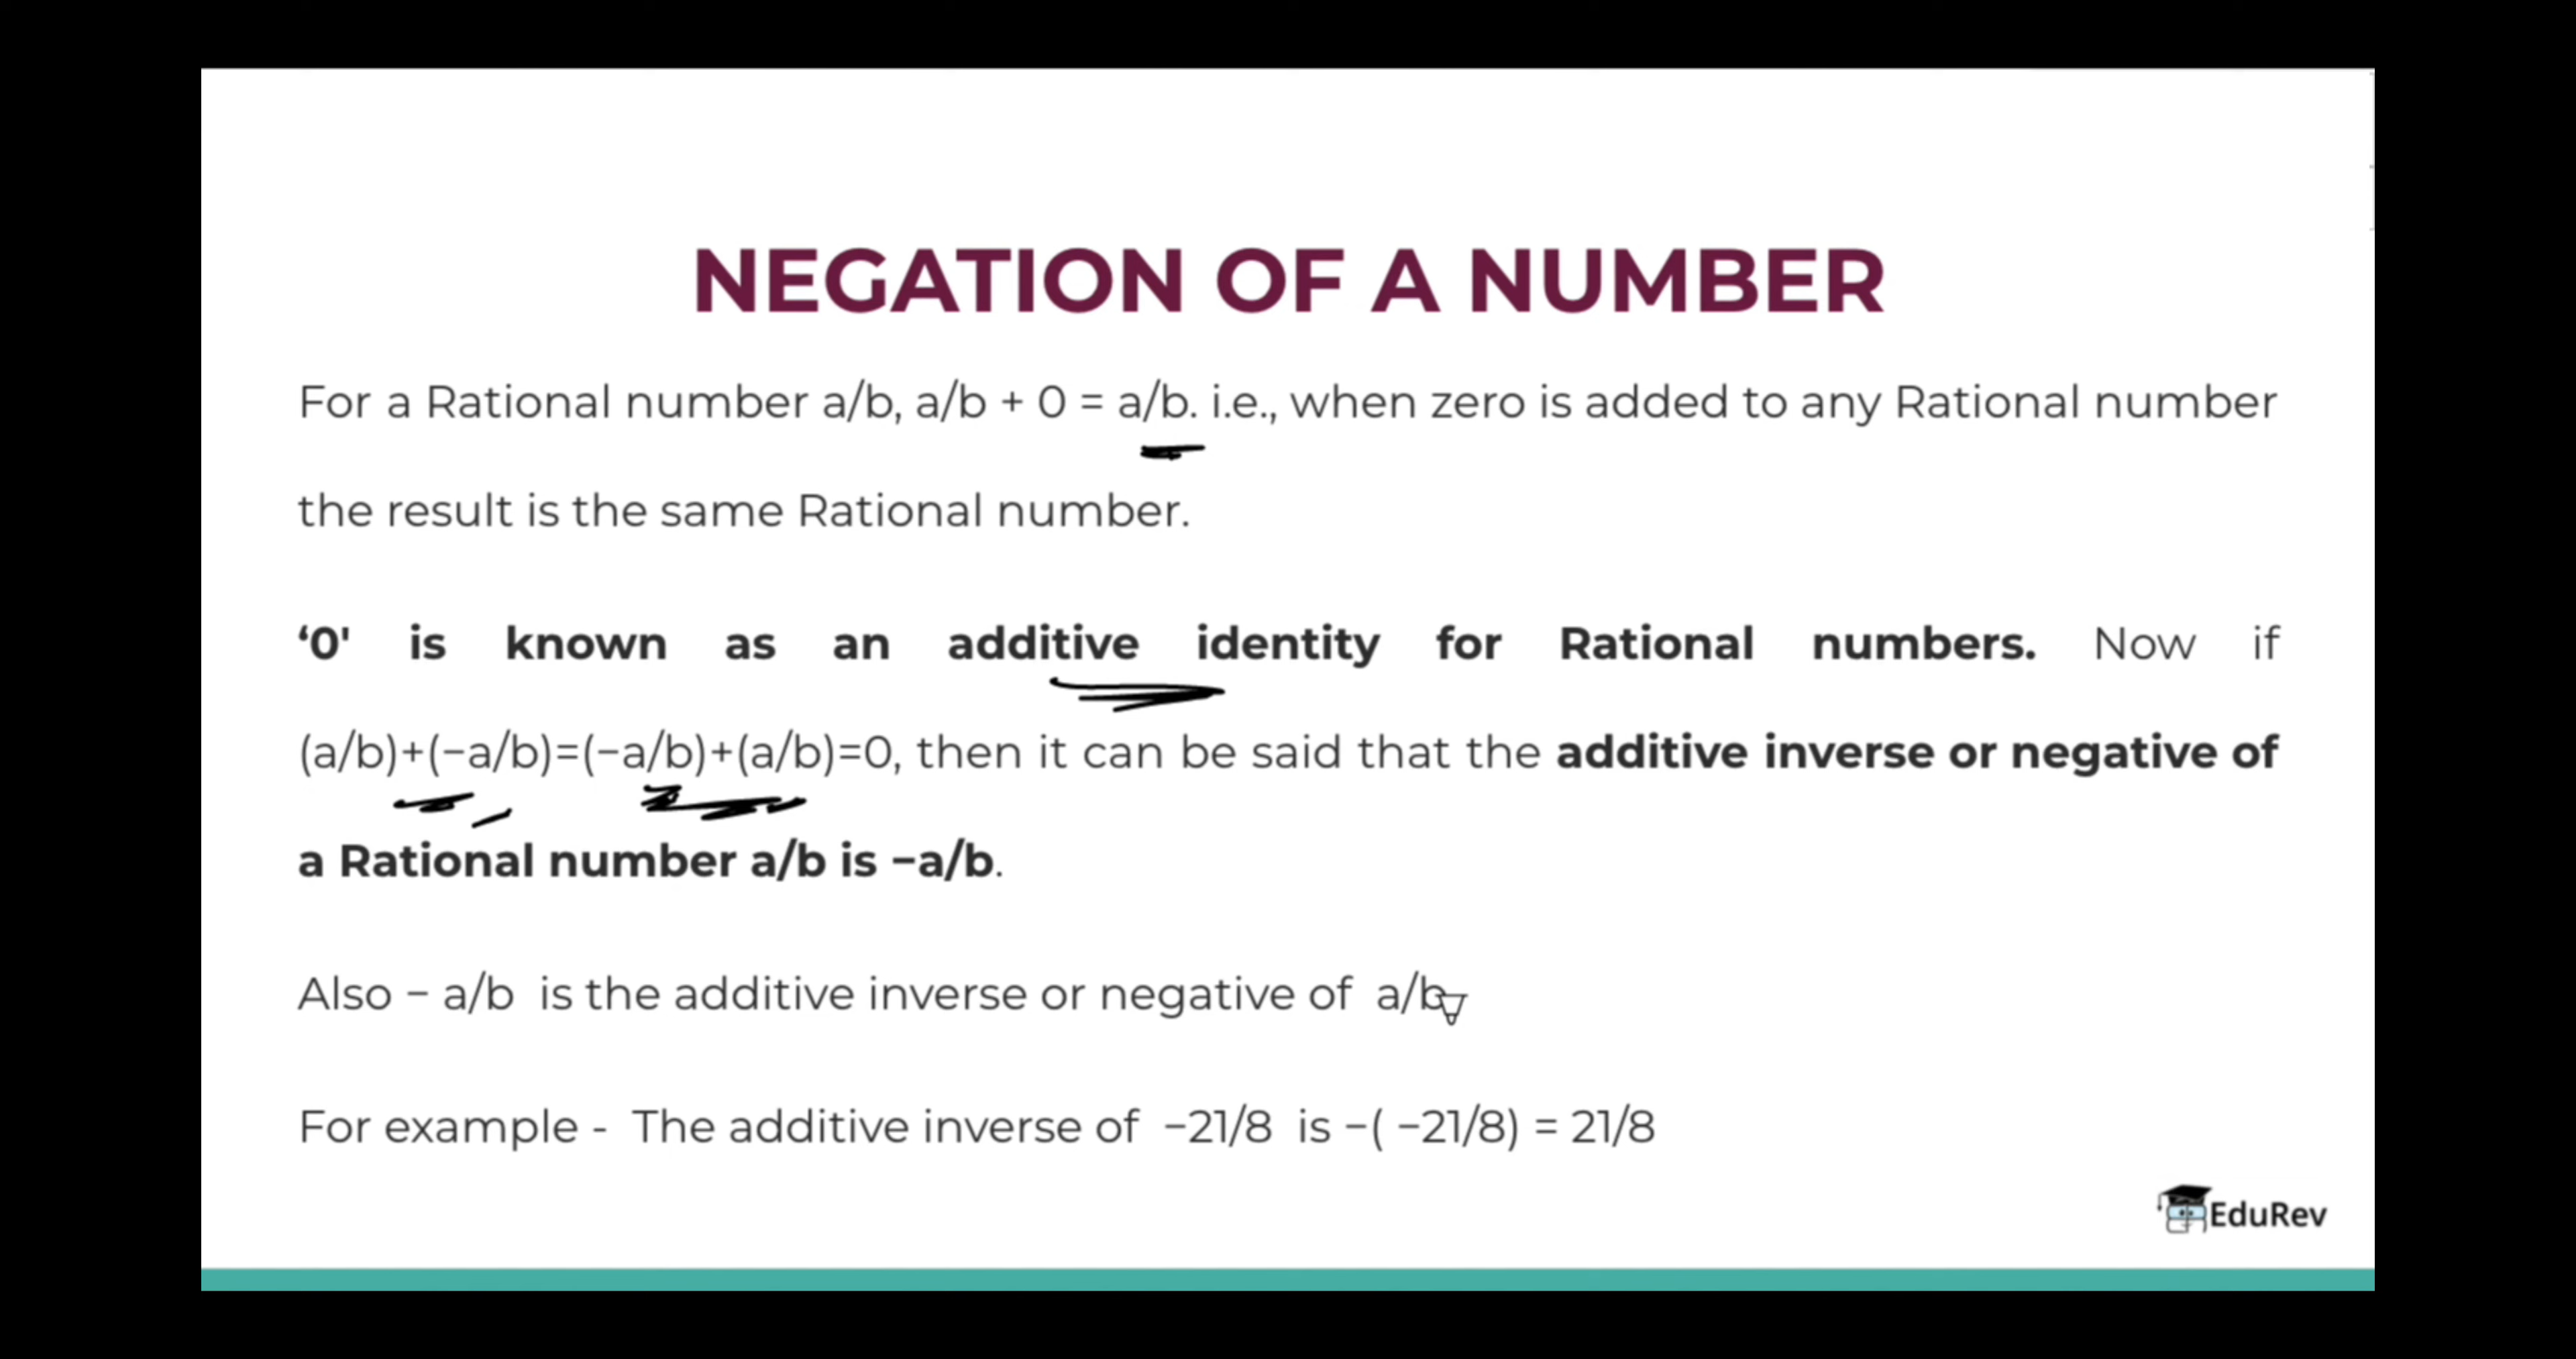 NEGATION OF A NUMBER
For a Rational number a/b, a/b + 0 = a/b. i.e., when zero is added to any Rational number
the result is the same Rational number.
‘0' is known as an additive identity for Rational numbers. Now if
(a/b)+(−a/b)=(−a/b)+(a/b)=0, then it can be said that the additive inverse or negative of
a Rational number a/b is −a/b.
Also − a/b is the additive inverse or negative of a/b
For example - The additive inverse of −21/8 is −( −21/8) = 21/8
EduRev